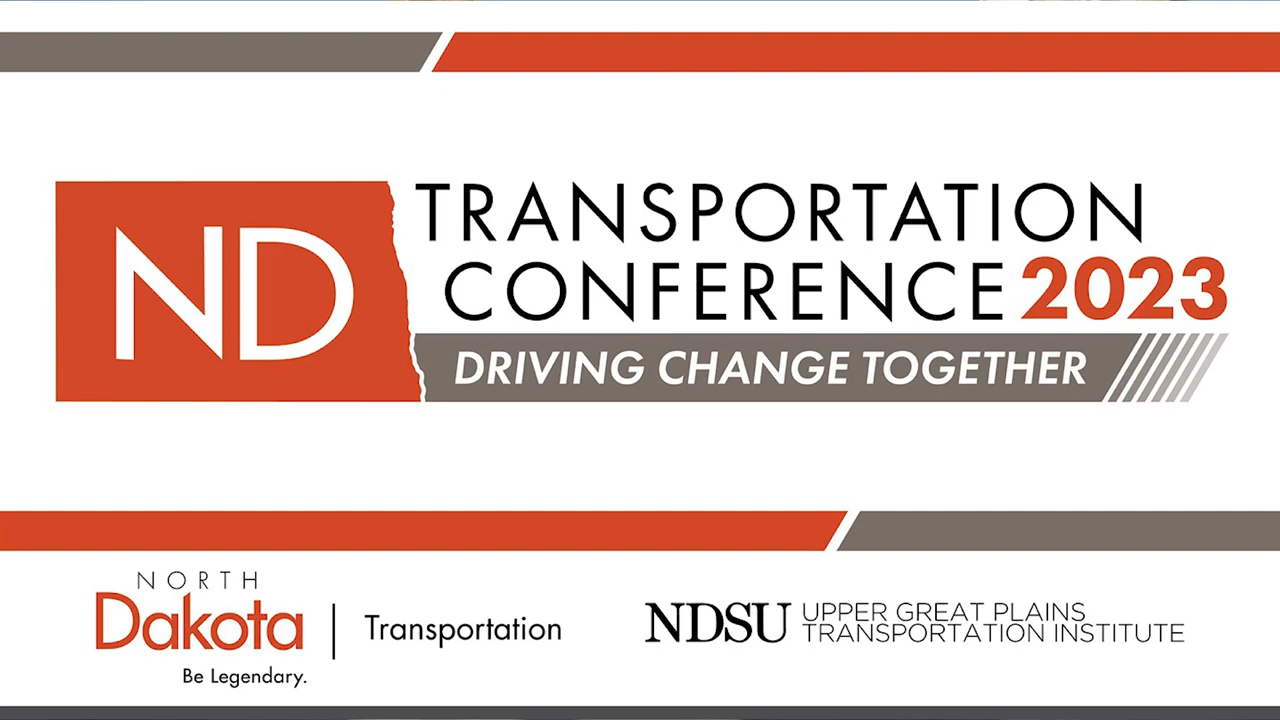 ND
TRANSPORTATION
CONFERENCE 2023
DRIVING CHANGE TOGETHER
NORTH
Dakota
Be Legendary.
Transportation
NDSU
UPPER GREAT PLAINS
TRANSPORTATION INSTITUTE